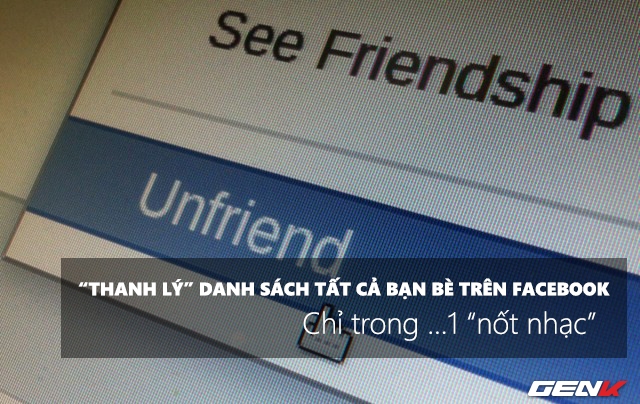 See Friendship
Unfriend
“THANH LÝ” DANH SÁCH TẤT CẢ BẠN BÈ TRÊN FACEBOOK
Chỉ trong ...1 “nốt nhạc”
GENK